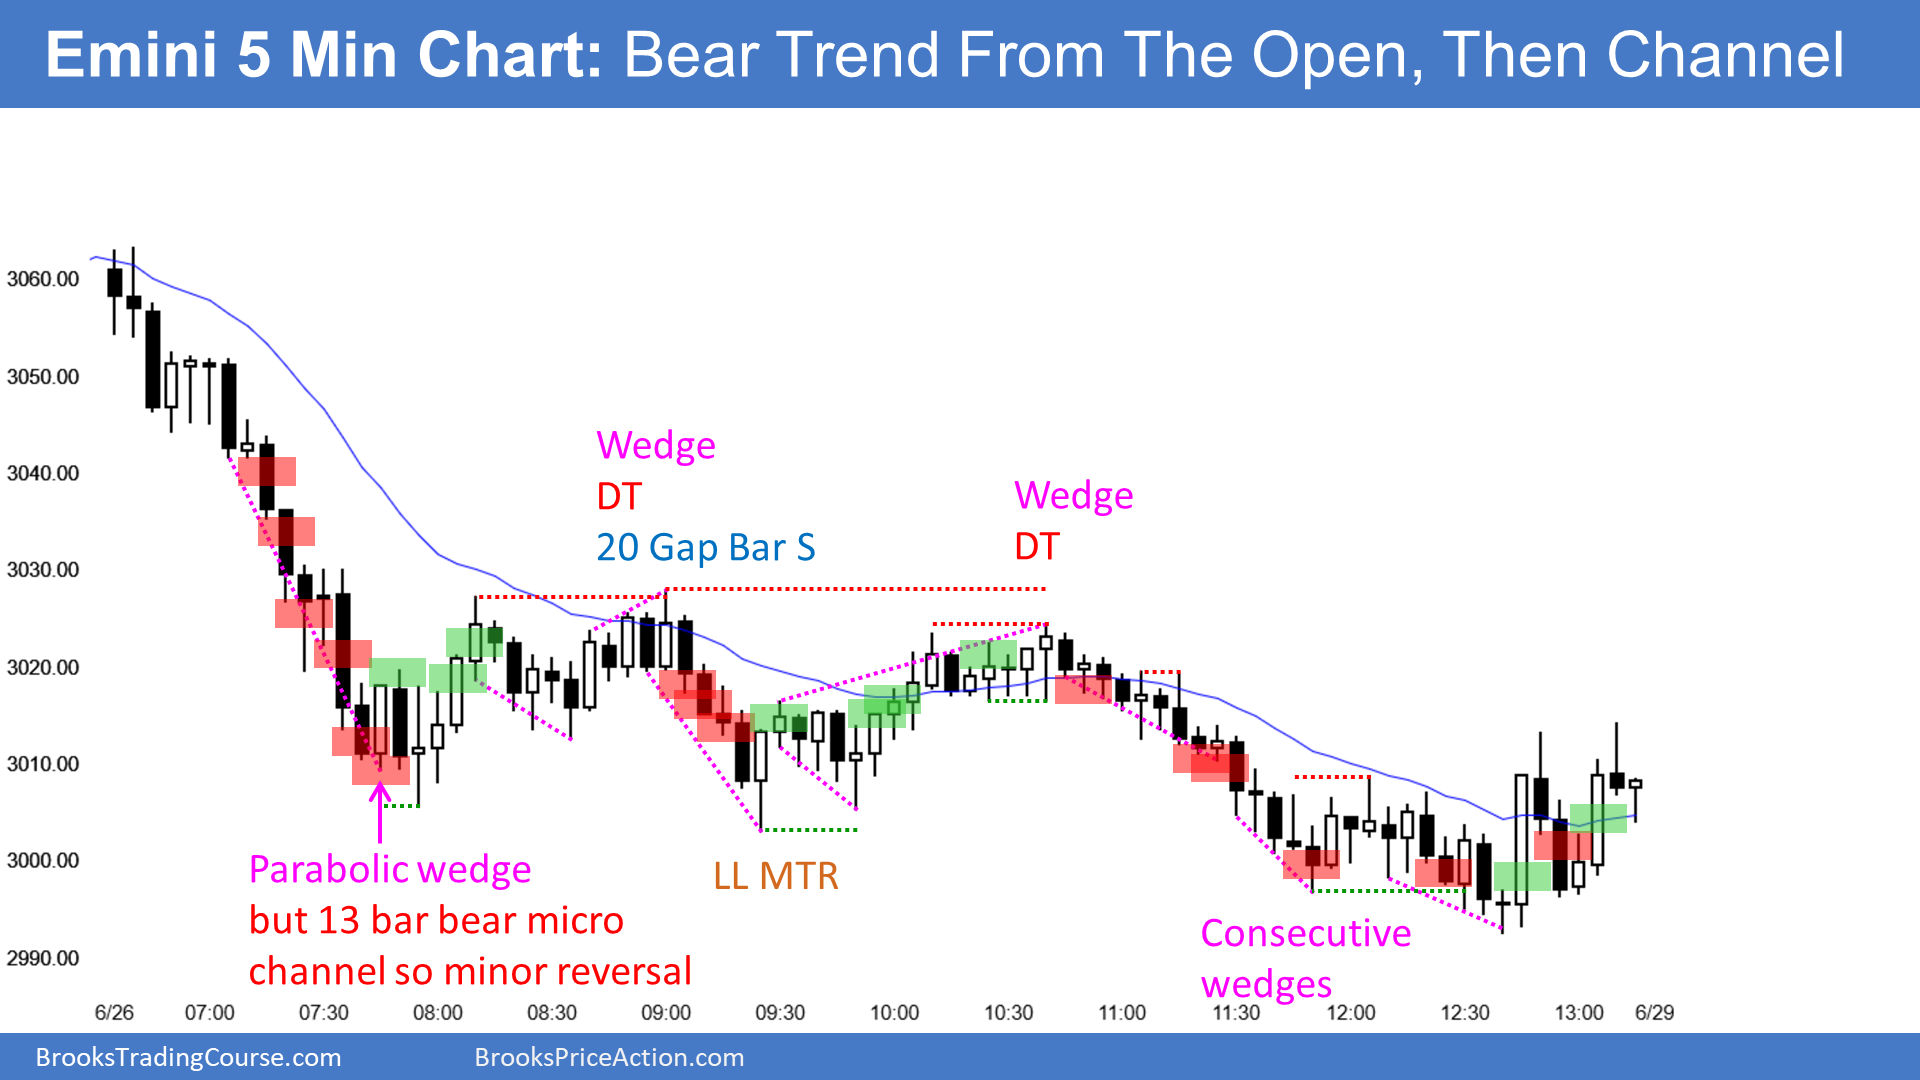 Emini 5 Min Chart: Bear Trend From The Open, Then Channel
3060.00
3050.00
3040.00
3030.00
3020.00
3010.00
3000.00
2990.00
Wedge
DT
20 Gap Bar S
Wedge
DT
Parabolic wedge
but 13 bar bear micro
channel so minor reversal
LL MTR
Consecutive
wedges
6/26 07:00 07:30 08:00 08:30 09:00 09:30 10:00 10:30 11:00 11:30 12:00 12:30 13:00 6/29
BrooksTradingCourse.com BrooksPriceAction.com